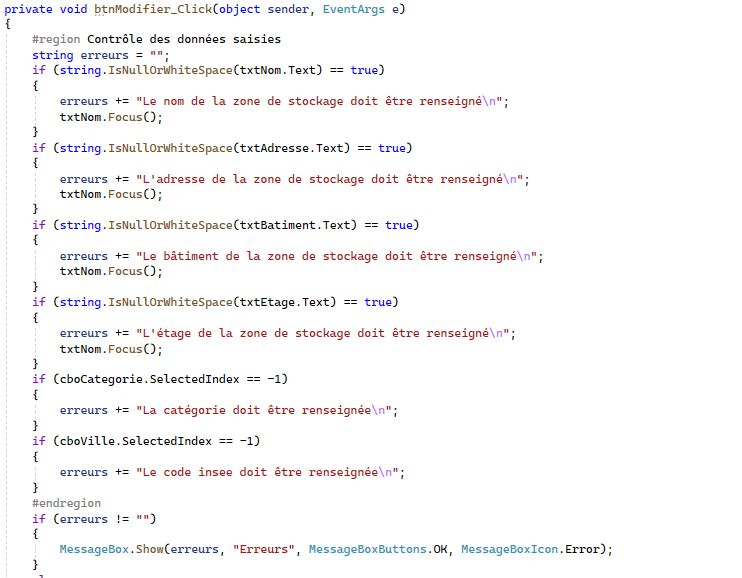 private void btnModifier_Click(object sender, EventArgs e)
{
#region Contrôle des données saisies
string erreurs = "";
if (string.IsNullOrWhiteSpace(txtNom.Text) == true)
{
erreurs += "Le nom de la zone de stockage doit être renseigné\n";
txtNom.Focus();
}
if (string.IsNullOrWhiteSpace(txtAdresse.Text) == true)
{
erreurs += "L'adresse de la zone de stockage doit être renseigné\n";
txtNom.Focus();
}
if (string.IsNullOrWhiteSpace(txtBatiment.Text) == true)
{
erreurs += "Le bâtiment de la zone de stockage doit être renseigné\n";
txtNom.Focus();
}
if (string.IsNullOrWhiteSpace(txtEtage.Text) == true)
{
erreurs += "L'étage de la zone de stockage doit être renseigné\n";
txtNom.Focus();
}
if (cboCategorie.SelectedIndex == -1)
{
erreurs += "La catégorie doit être renseignée\n";
}
if (cboVille.SelectedIndex == -1)
{
erreurs += "Le code insee doit être renseignée\n";
}
#endregion
if (erreurs != "")
{
MessageBox.Show(erreurs, "Erreurs", MessageBoxButtons.OK, MessageBoxIcon.Error);
}